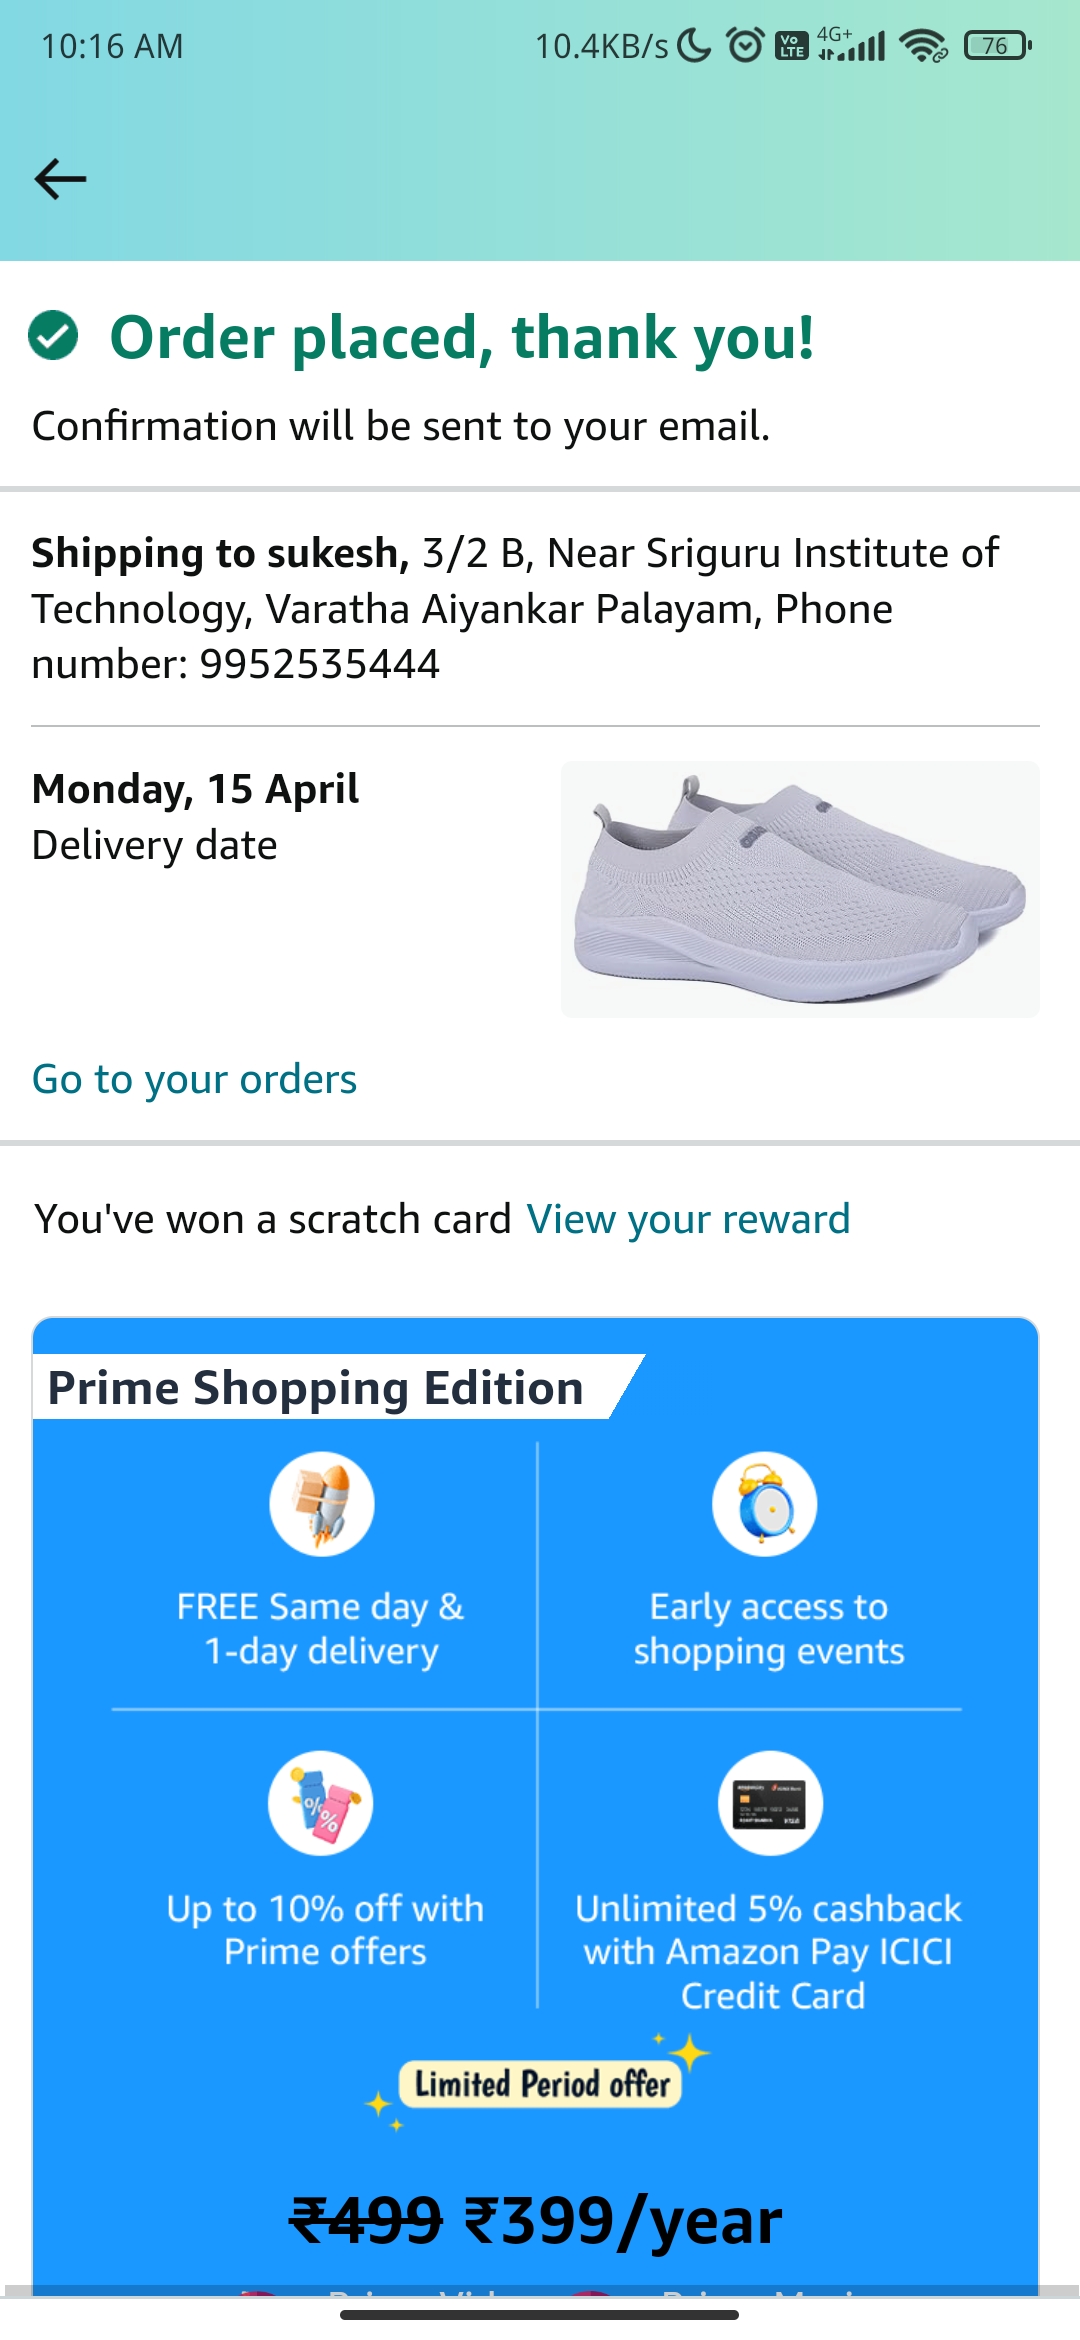 10:16 AM 10.4KB/s Vo LTE 4G+ 76
Order placed, thank you!
Confirmation will be sent to your email.
Shipping to sukesh, 3/2 B, Near Sriguru Institute of
Technology, Varatha Aiyankar Palayam, Phone
number: 9952535444
Monday, 15 April
Delivery date
Go to your orders
You've won a scratch card View your reward
Prime Shopping Edition
FREE Same day &
1-day delivery
Early access to
shopping events
%
%
Up to 10% off with
Prime offers
Unlimited 5% cashback
with Amazon Pay ICICI
Credit Card
Limited Period offer
₹499 ₹399/year